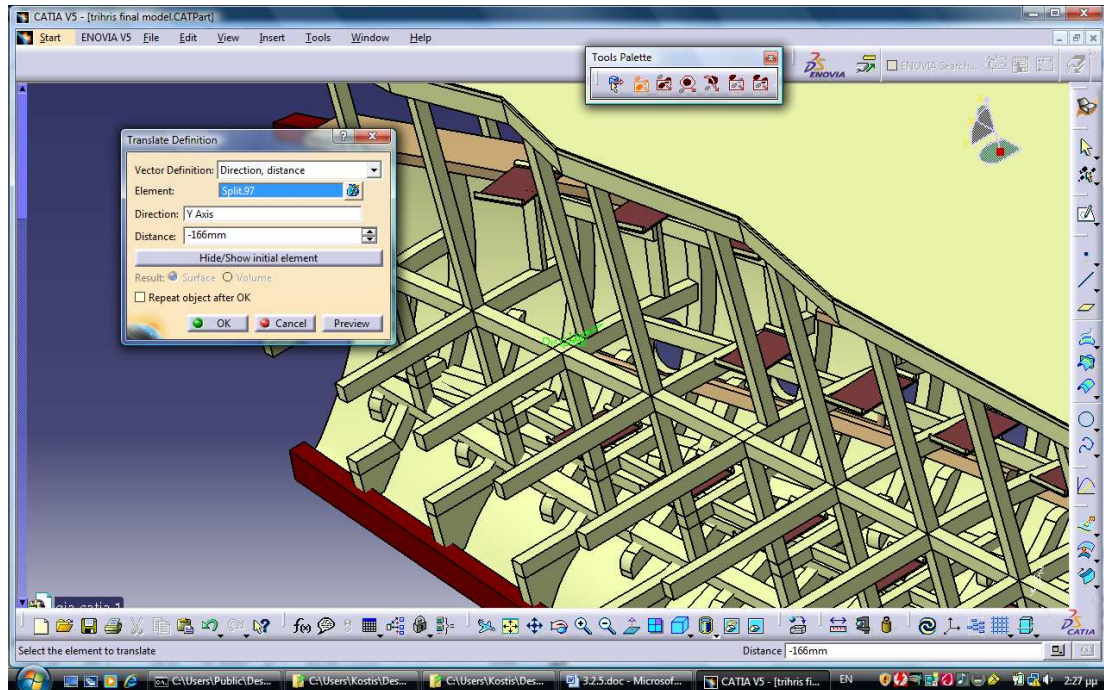 CATIA V5 - [trihris final model.CATPart]
Start ENOVIA V5 File Edit View Insert Tools Window Help
Tools Palette
ENOVIA
ENOVIA Search...
Translate Definition
Vector Definition: Direction, distance
Element: Split.97
Direction: Y Axis
Distance: -166mm
Hide/Show initial element
Result: Surface Volume
Repeat object after OK
OK Cancel Preview
f(x)
CATIA
Select the element to translate
Distance -166mm
C:\Users\Public\Des... C:\Users\Kostis\Des... C:\Users\Kostis\Des... 3.2.5.doc - Microsof... CATIA V5 - [trihris fi... EN 2:27 μμ